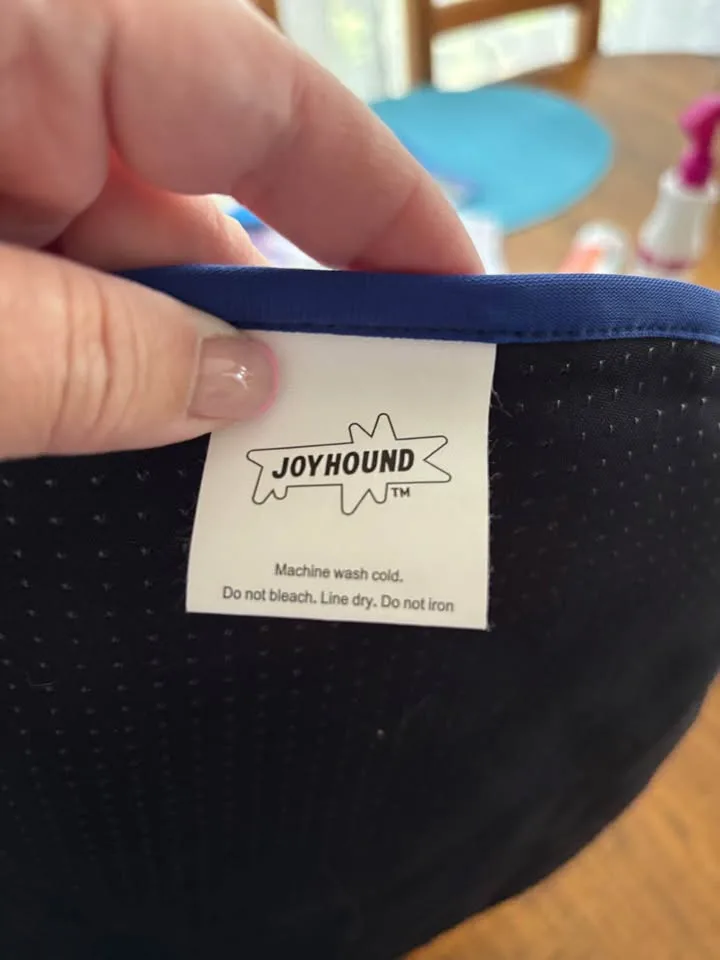 JOYHOUND
TM
Machine wash cold.
Do not bleach. Line dry. Do not iron